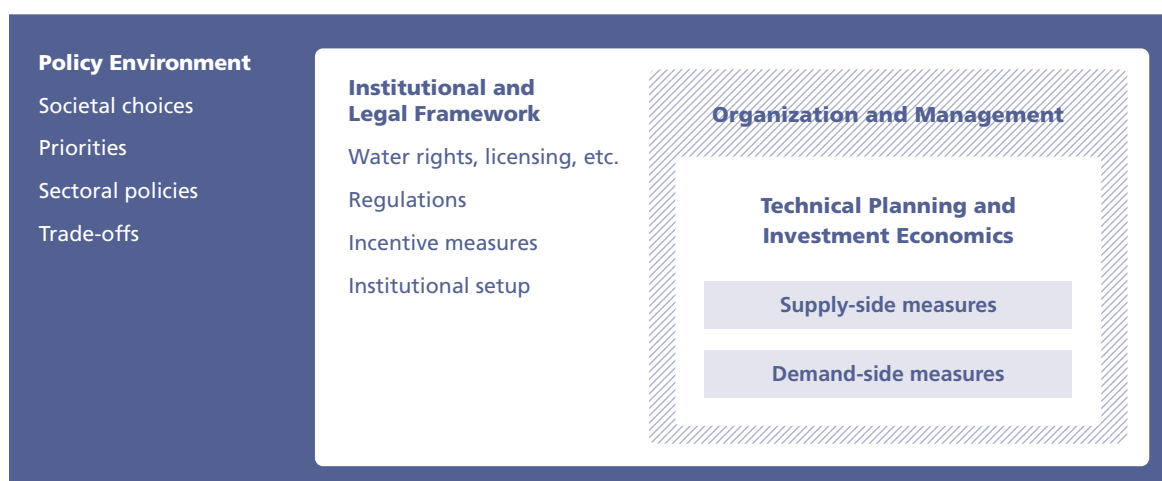 Policy Environment
Societal choices
Priorities
Sectoral policies
Trade-offs
Institutional and
Legal Framework
Water rights, licensing, etc.
Regulations
Incentive measures
Institutional setup
Organization and Management
Technical Planning and
Investment Economics
Supply-side measures
Demand-side measures